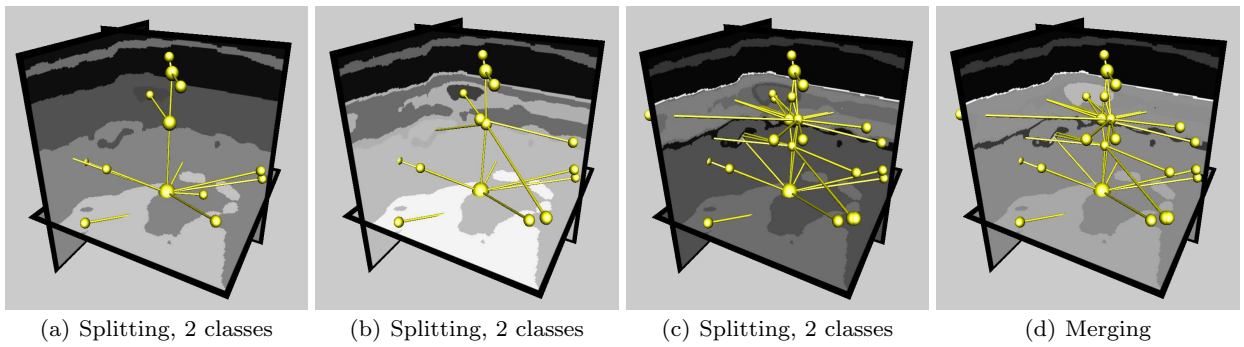 (a) Splitting, 2 classes
(b) Splitting, 2 classes
(c) Splitting, 2 classes
(d) Merging